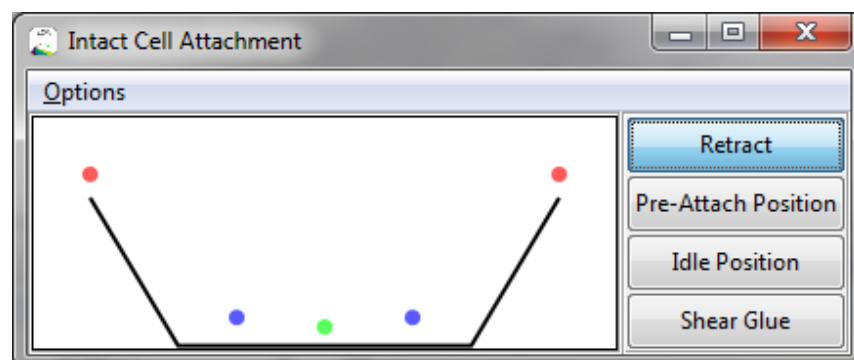 Intact Cell Attachment
Options
Retract
Pre-Attach Position
Idle Position
Shear Glue